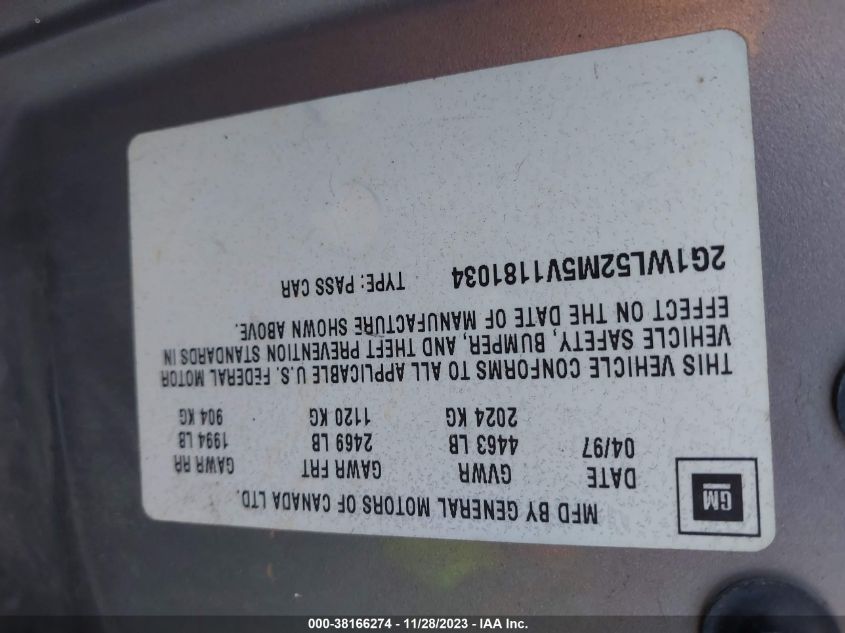 MFD BY GENERAL MOTORS OF CANADA LTD.
GM
DATE GVWR GAWR FRT GAWR RR
04/97 4463 LB 2469 LB 1994 LB
2024 KG 1120 KG 904 KG
THIS VEHICLE CONFORMS TO ALL APPLICABLE U.S. FEDERAL MOTOR
VEHICLE SAFETY, BUMPER, AND THEFT PREVENTION STANDARDS IN
EFFECT ON THE DATE OF MANUFACTURE SHOWN ABOVE.
2G1WL52M5V1181034 TYPE: PASS CAR
000-38166274 - 11/28/2023 - IAA Inc.